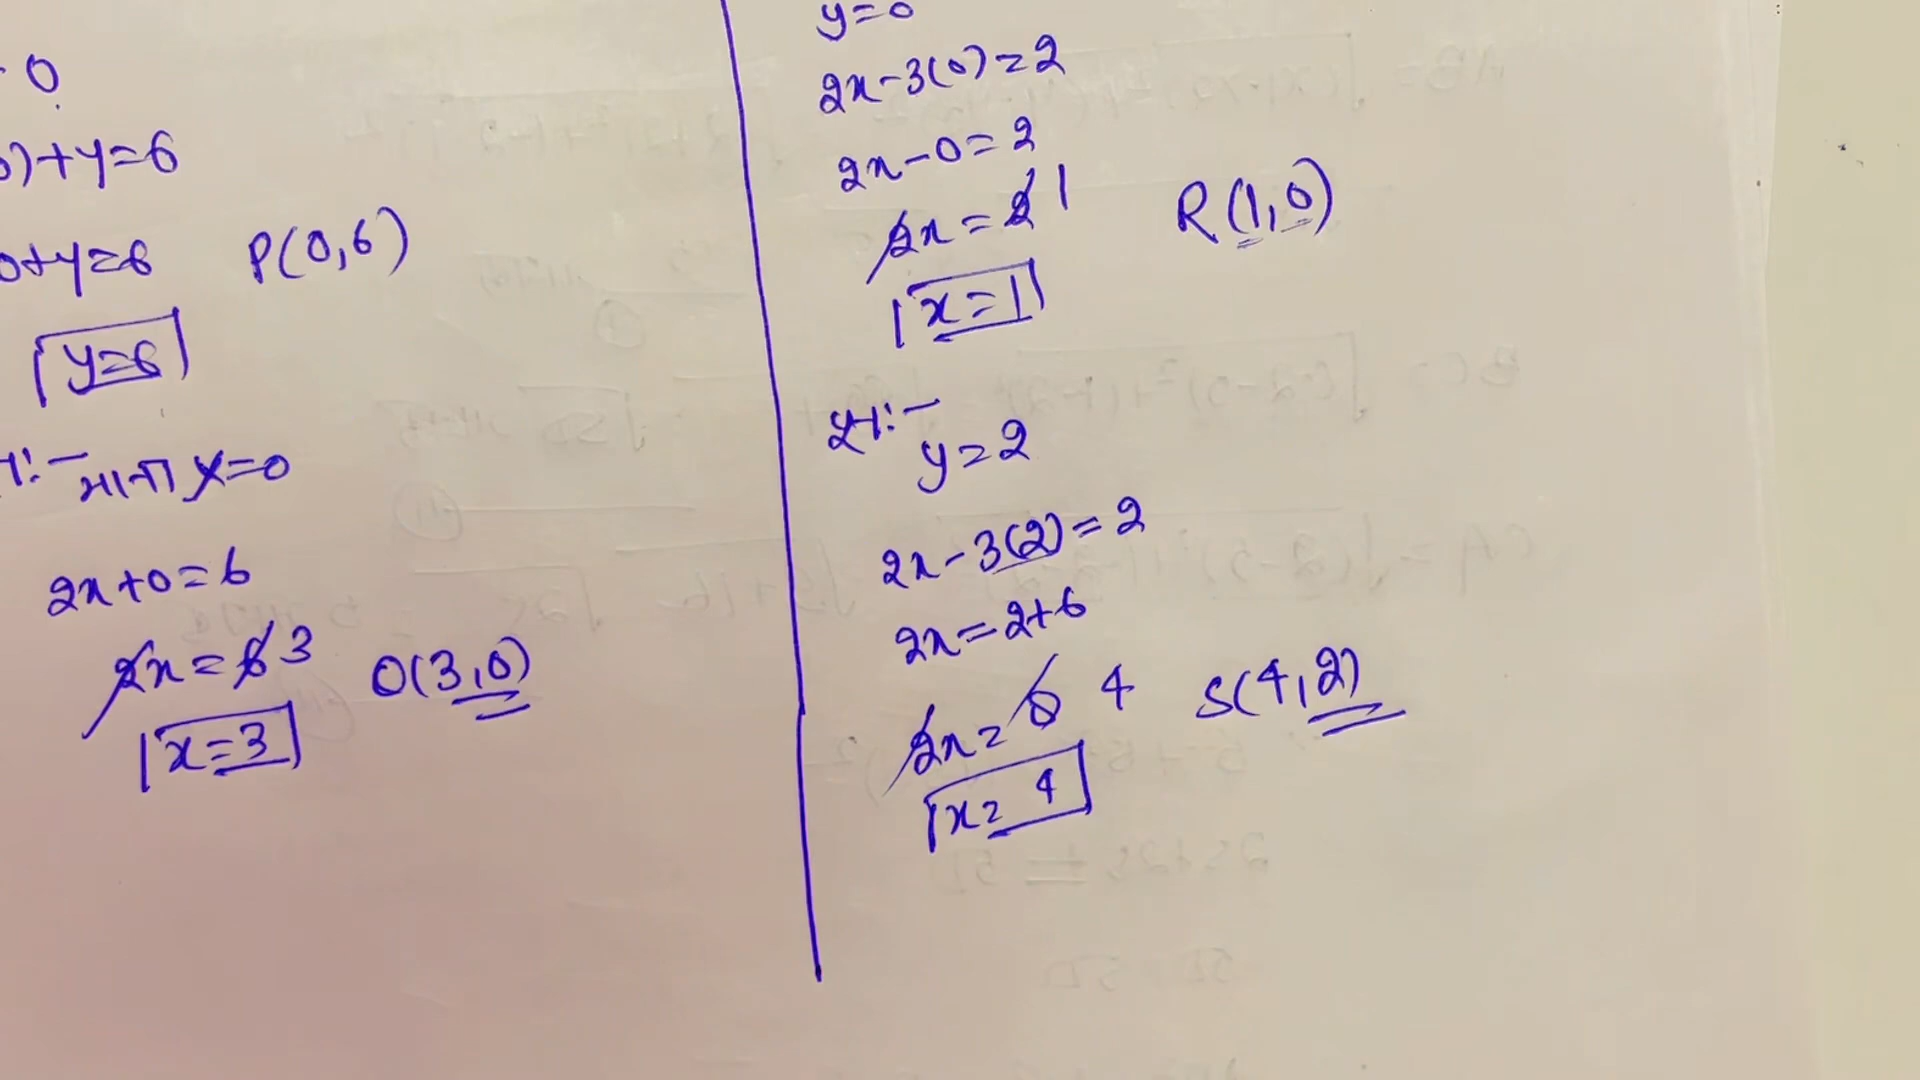 0
0)+y=6
0+y=6 P(0,6)
y=6
माना x=0
2x+0=6
2x=6 3 O(3,0)
x=3
y=0
2x-3(0)=2
2x-0=2
2x=2 1 R(1,0)
x=1
पुनः-
y=2
2x-3(2)=2
2x=2+6
2x=8 4 S(4,2)
x=4